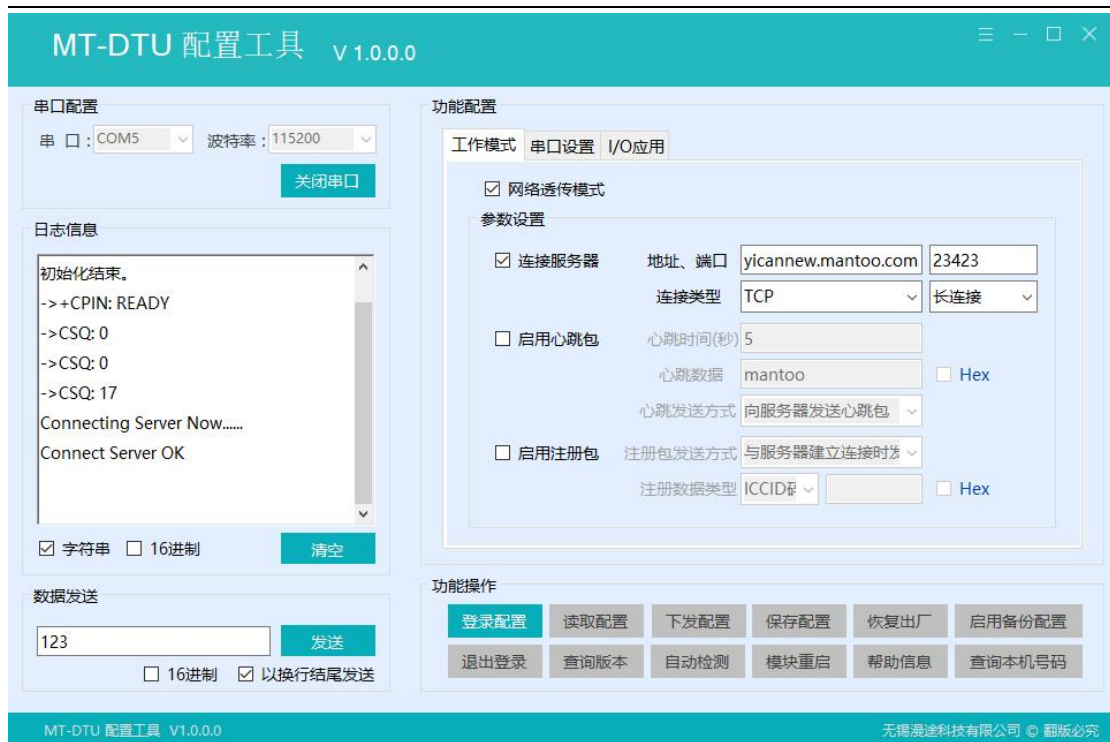 MT-DTU 配置工具 V 1.0.0.0
串口配置
串 口: COM5 波特率: 115200
关闭串口
日志信息
初始化结束。
->+CPIN: READY
->CSQ: 0
->CSQ: 0
->CSQ: 17
Connecting Server Now......
Connect Server OK
字符串 16进制 清空
数据发送
123 发送
16进制 以换行结尾发送
功能配置
工作模式 串口设置 I/O应用
网络透传模式
参数设置
连接服务器 地址、端口 yicannew.mantoo.com 23423
连接类型 TCP 长连接
启用心跳包 心跳时间(秒) 5
心跳数据 mantoo Hex
心跳发送方式 向服务器发送心跳包
启用注册包 注册包发送方式 与服务器建立连接时
注册数据类型 ICCID Hex
功能操作
登录配置 读取配置 下发配置 保存配置 恢复出厂 启用备份配置
退出登录 查询版本 自动检测 模块重启 帮助信息 查询本机号码
MT-DTU 配置工具 V1.0.0.0 无锡漫途科技有限公司 © 翻版必究